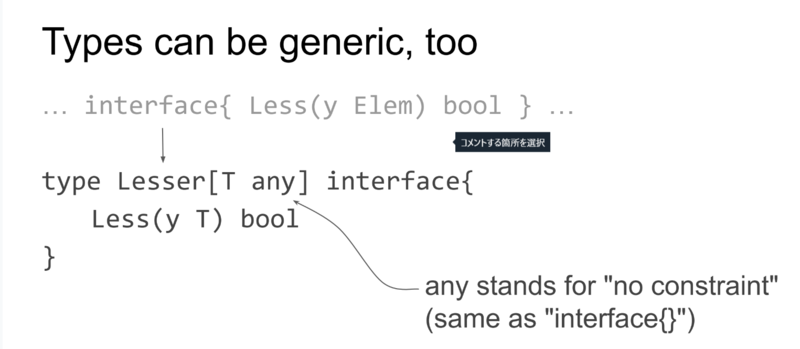 Types can be generic, too
... interface{ Less(y Elem) bool } ...
コメントする箇所を選択
type Lesser[T any] interface{
Less(y T) bool
}
any stands for "no constraint"
(same as "interface{}")